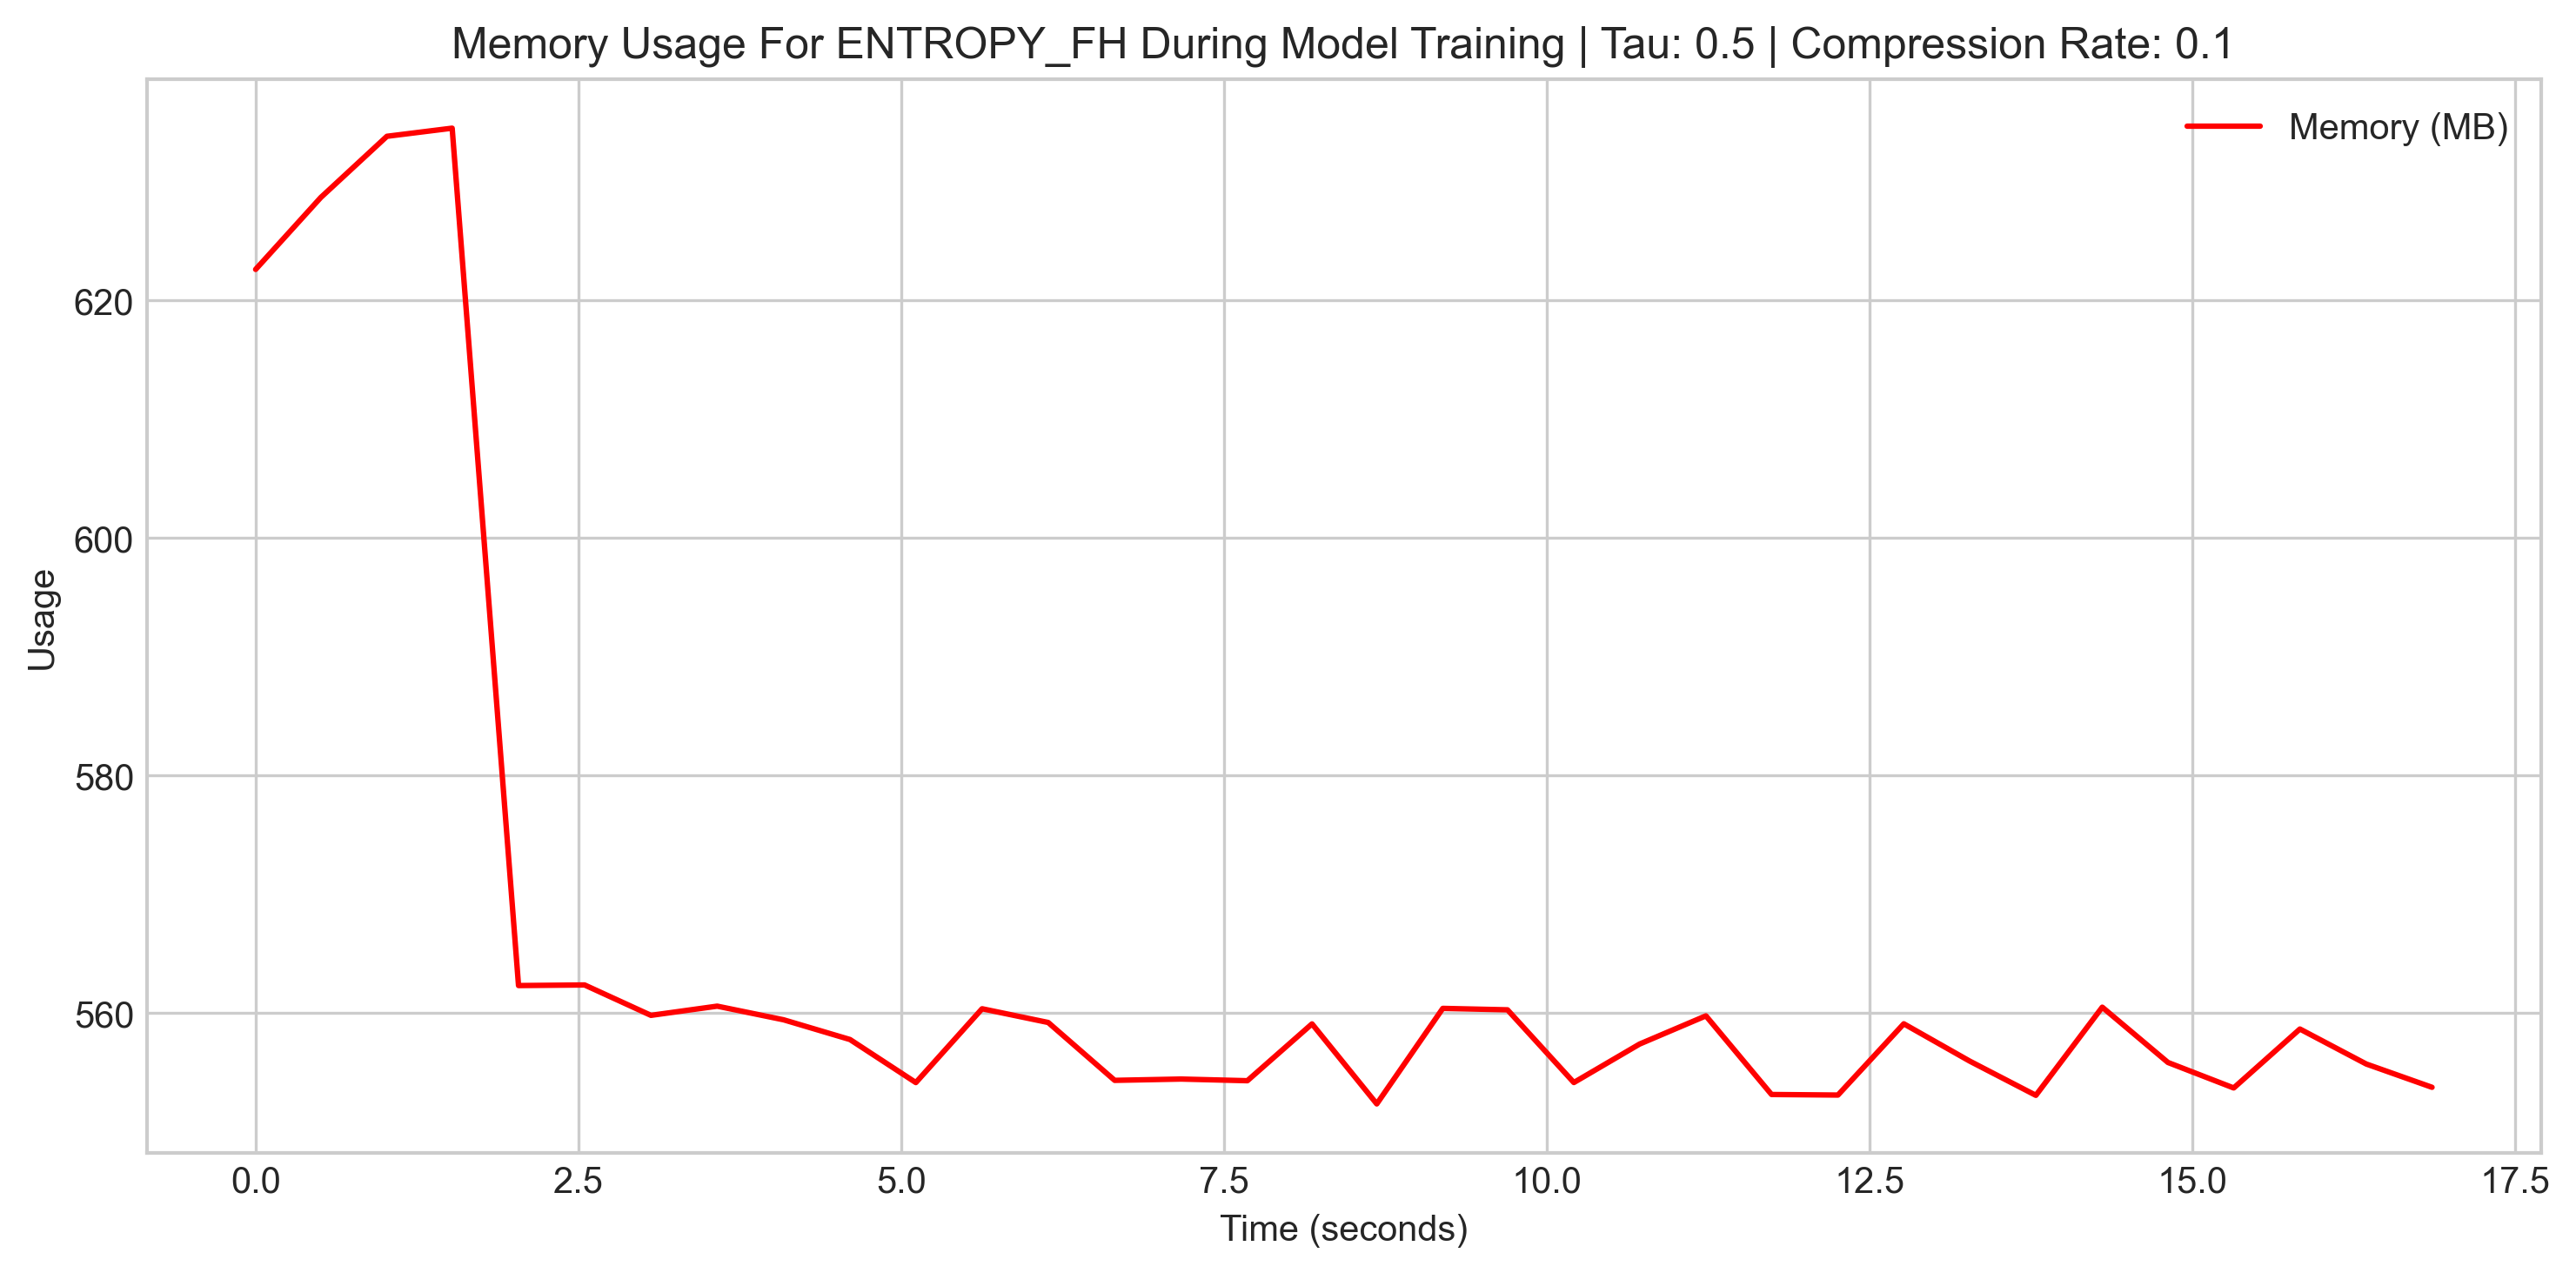 Memory Usage For ENTROPY_FH During Model Training | Tau: 0.5 | Compression Rate: 0.1
Memory (MB)
620
600
580
560
Usage
0.0 2.5 5.0 7.5 10.0 12.5 15.0 17.5
Time (seconds)